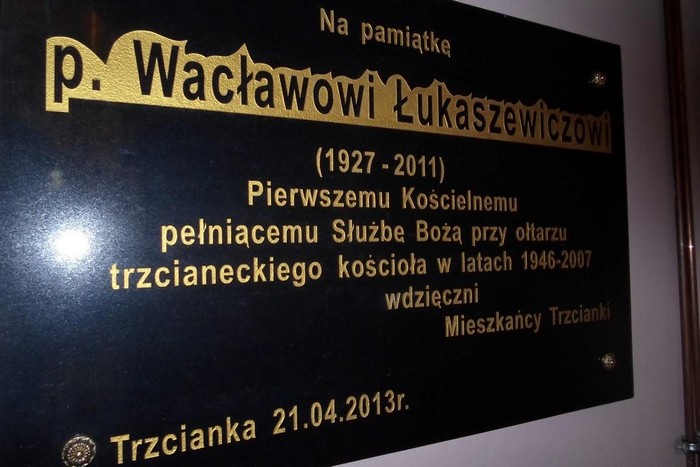 Na pamiątkę
p. Wacławowi Łukaszewiczowi
(1927 - 2011)
Pierwszemu Kościelnemu
pełniącemu Służbę Bożą przy ołtarzu
trzcianeckiego kościoła w latach 1946-2007
wdzięczni
Mieszkańcy Trzcianki
Trzcianka 21.04.2013r.